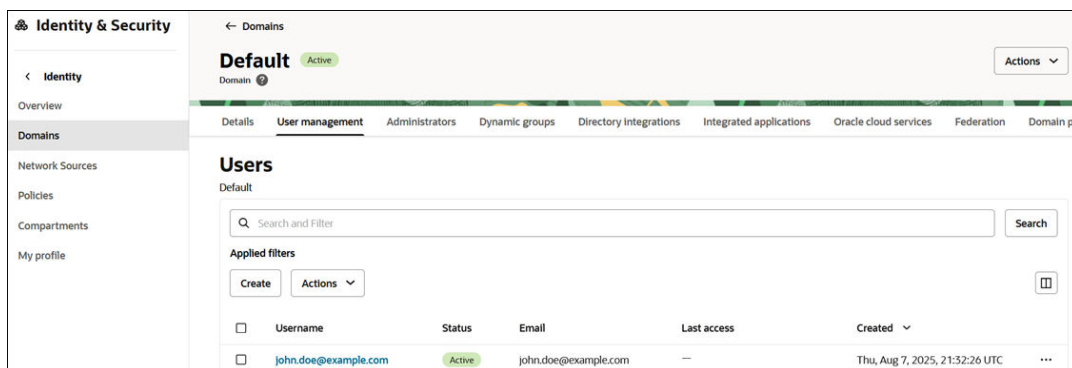 Identity & Security
Identity
Overview
Domains
Network Sources
Policies
Compartments
My profile
Domains
Default Active
Domain
Actions
Details User management Administrators Dynamic groups Directory integrations Integrated applications Oracle cloud services Federation Domain p
Users
Default
Search and Filter Search
Applied filters
Create Actions
Username Status Email Last access Created
john.doe@example.com Active john.doe@example.com — Thu, Aug 7, 2025, 21:32:26 UTC